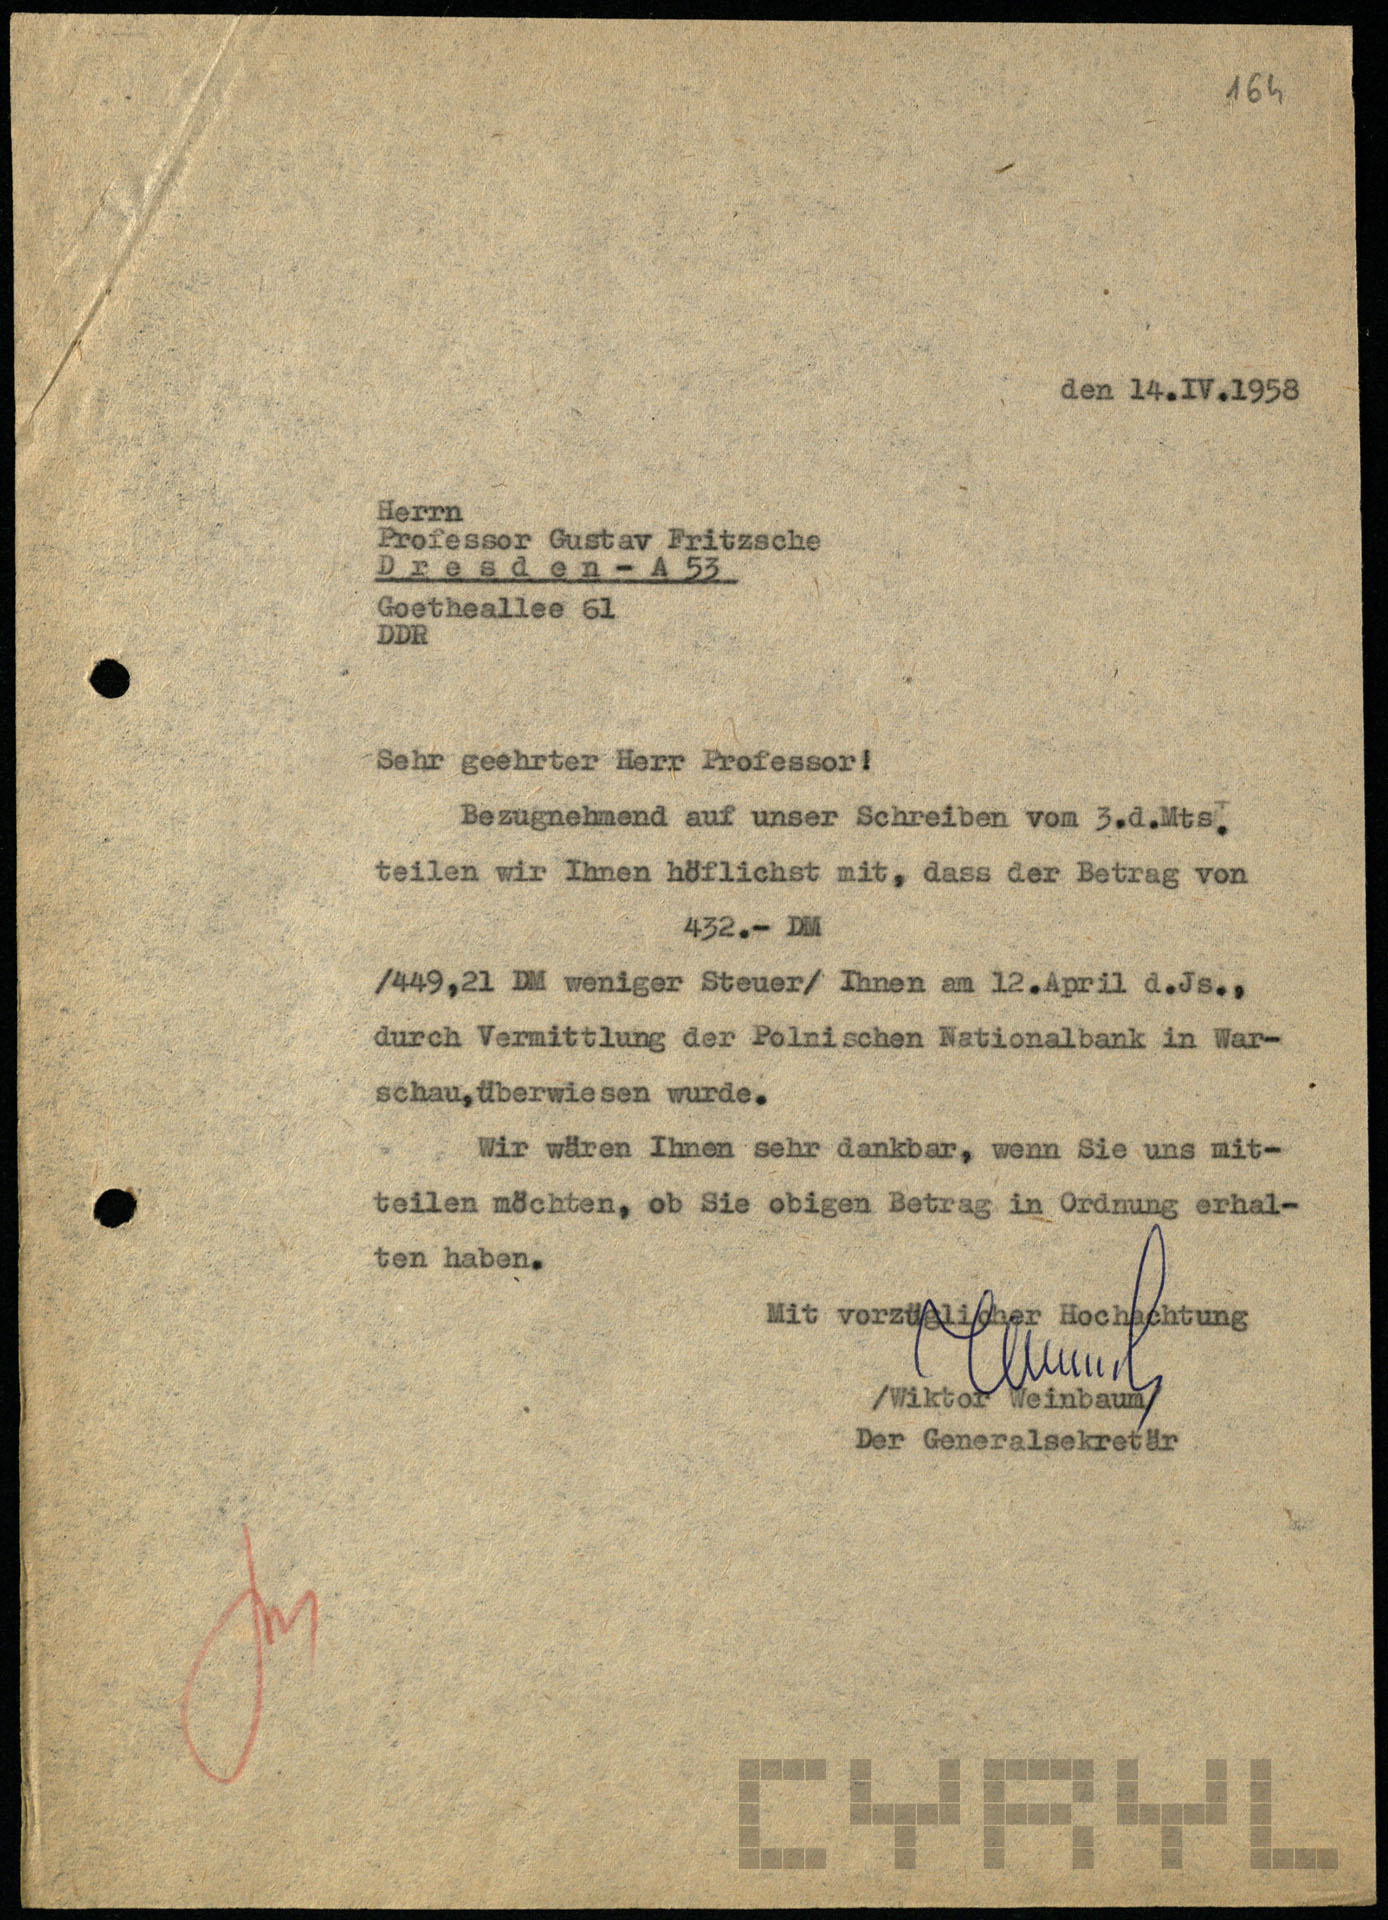 164
den 14.IV.1958
Herrn
Professor Gustav Fritzsche
D r e s d e n - A 53
Goetheallee 61
DDR
Sehr geehrter Herr Professor!
Bezugnehmend auf unser Schreiben vom 3.d.Mts.
teilen wir Ihnen höflichst mit, dass der Betrag von
432.- DM
/449,21 DM weniger Steuer/ Ihnen am 12.April d.Js.,
durch Vermittlung der Polnischen Nationalbank in War-
schau,überwiesen wurde.
Wir wären Ihnen sehr dankbar, wenn Sie uns mit-
teilen möchten, ob Sie obigen Betrag in Ordnung erhal-
ten haben.
Mit vorzüglicher Hochachtung
/Wiktor Weinbaum/
Der Generalsekretär
CYRYL